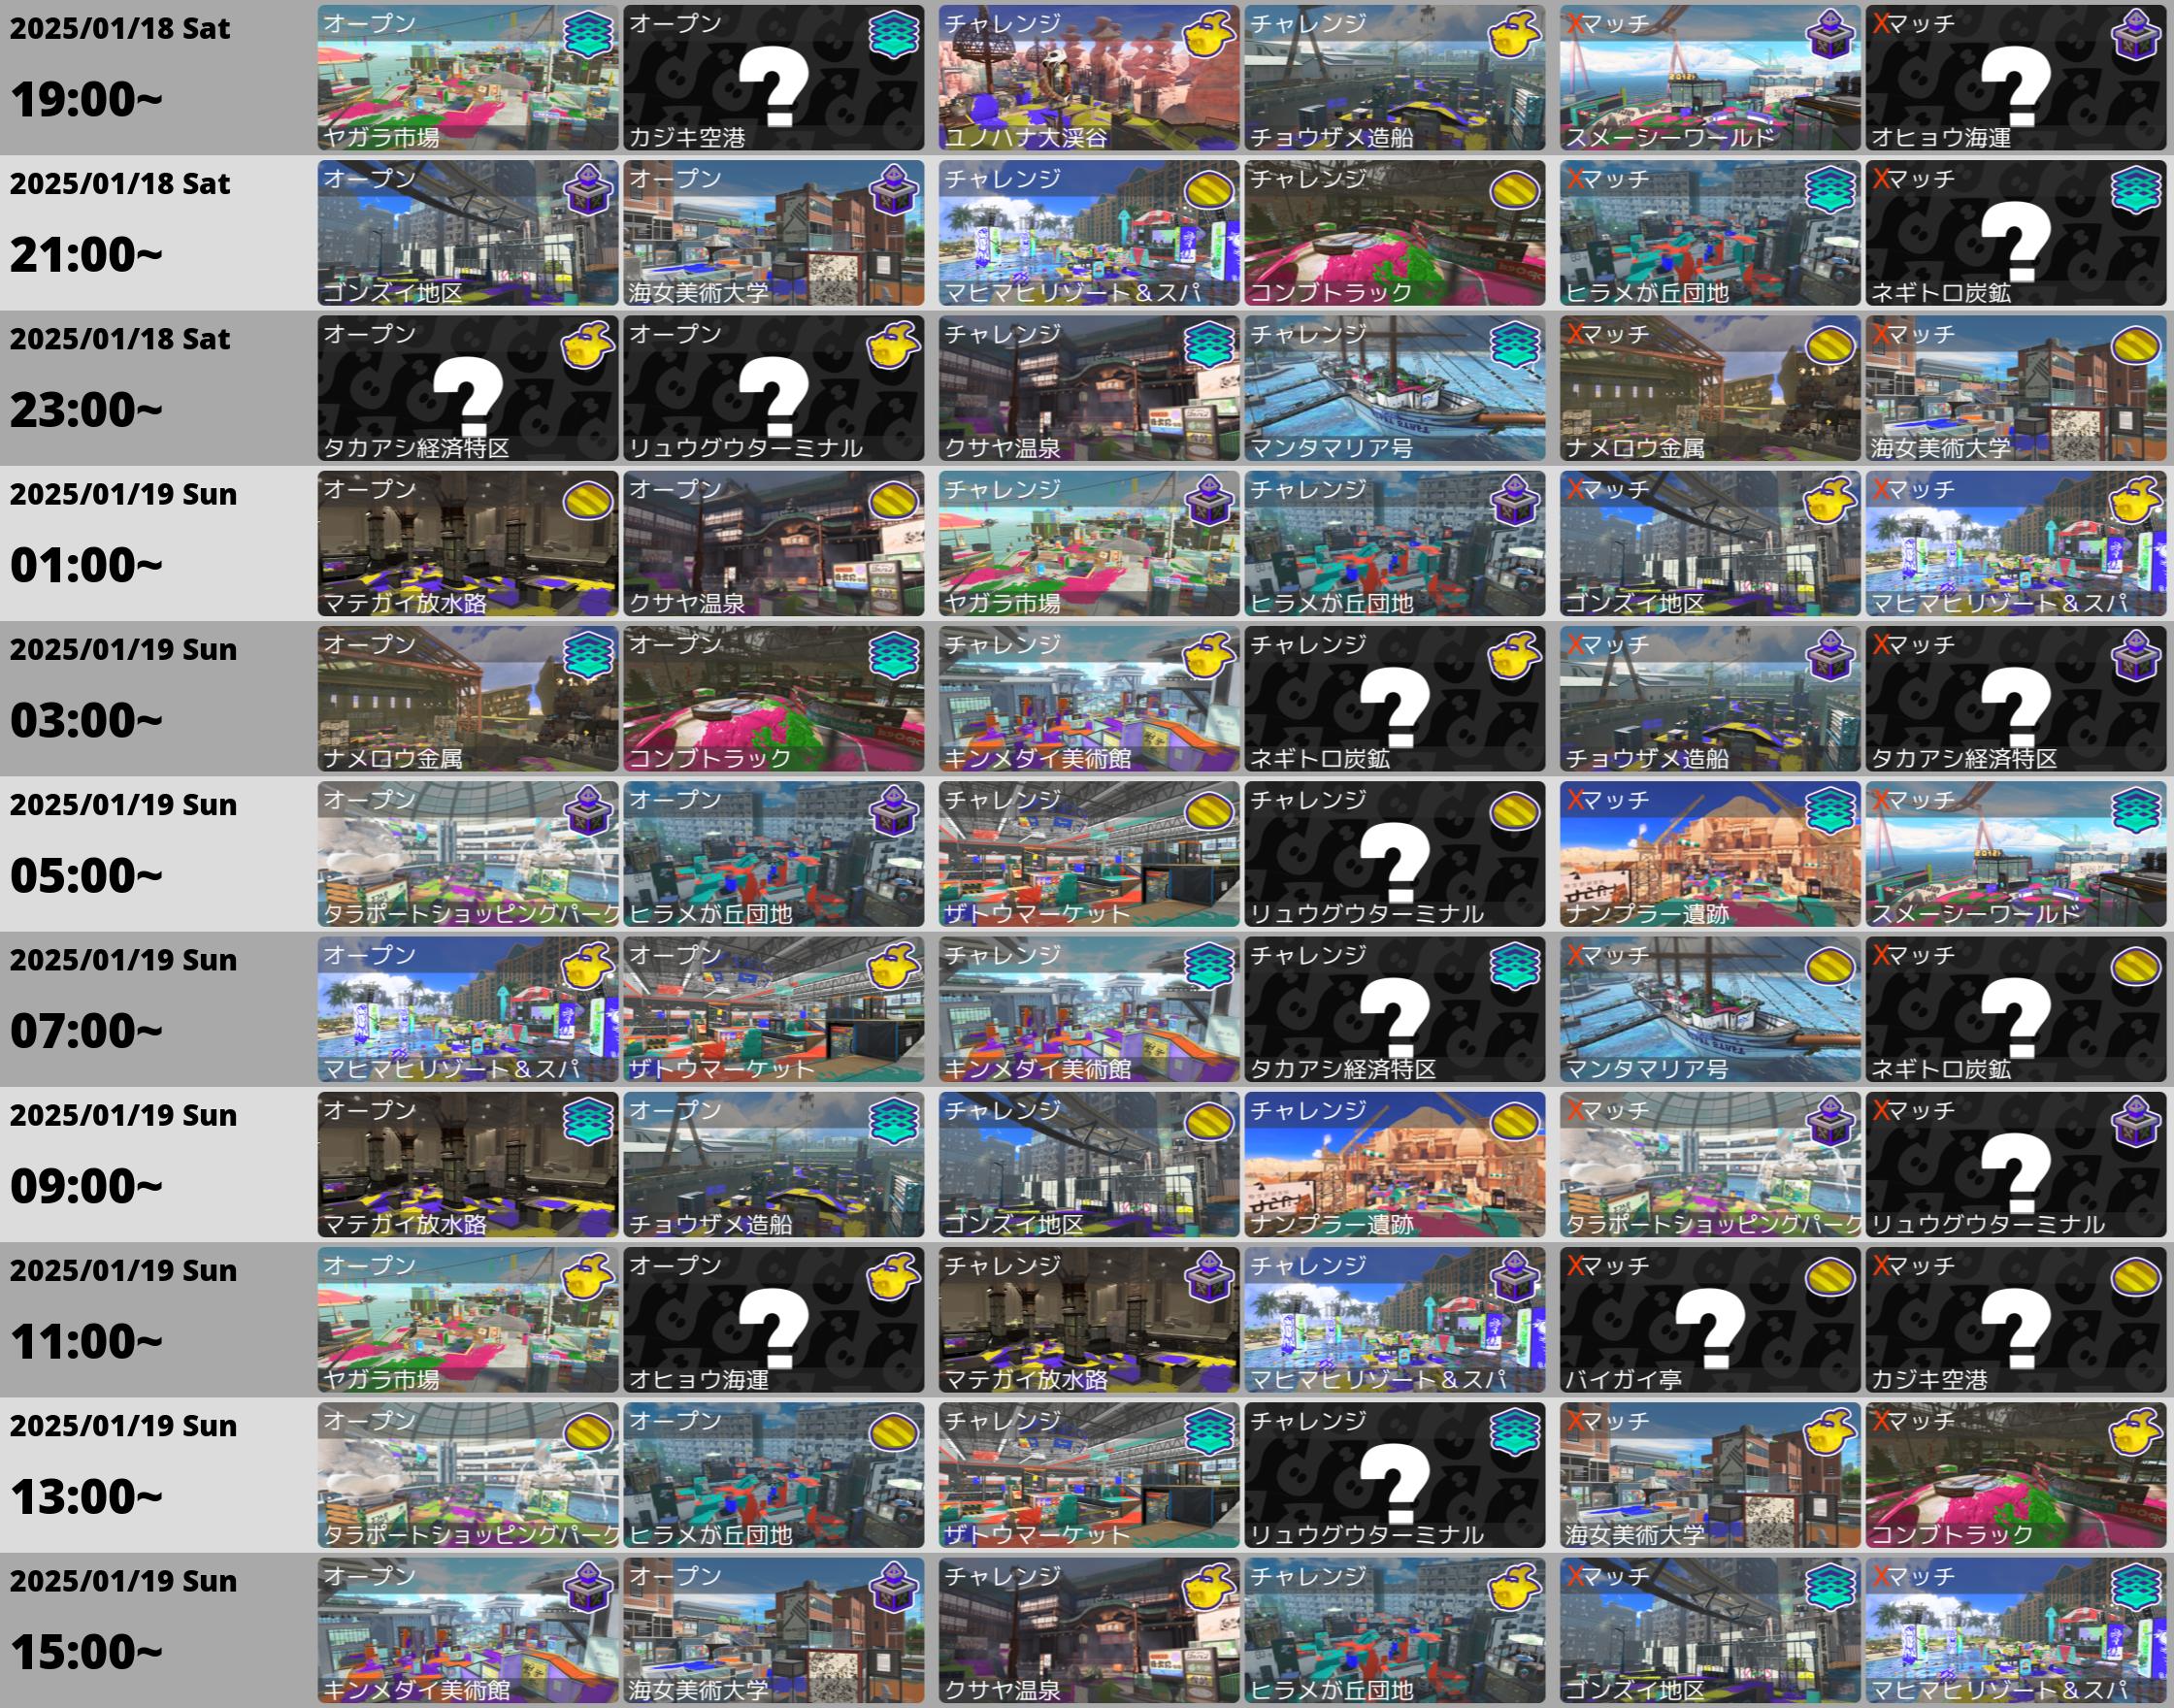 2025/01/18 Sat
19:00~
オープン
ヤガラ市場
オープン
カジキ空港
チャレンジ
ユノハナ大渓谷
チャレンジ
チョウザメ造船
Xマッチ
スメーシーワールド
Xマッチ
オヒョウ海運
2025/01/18 Sat
21:00~
オープン
ゴンズイ地区
オープン
海女美術大学
チャレンジ
マヒマヒリゾート＆スパ
チャレンジ
コンブトラック
Xマッチ
ヒラメが丘団地
Xマッチ
ネギトロ炭鉱
2025/01/18 Sat
23:00~
オープン
タカアシ経済特区
オープン
リュウグウターミナル
チャレンジ
クサヤ温泉
チャレンジ
マンタマリア号
Xマッチ
ナメロウ金属
Xマッチ
海女美術大学
2025/01/19 Sun
01:00~
オープン
マテガイ放水路
オープン
クサヤ温泉
チャレンジ
ヤガラ市場
チャレンジ
ヒラメが丘団地
Xマッチ
ゴンズイ地区
Xマッチ
マヒマヒリゾート＆スパ
2025/01/19 Sun
03:00~
オープン
ナメロウ金属
オープン
コンブトラック
チャレンジ
キンメダイ美術館
チャレンジ
ネギトロ炭鉱
Xマッチ
チョウザメ造船
Xマッチ
タカアシ経済特区
2025/01/19 Sun
05:00~
オープン
タラポートショッピングパーク
オープン
ヒラメが丘団地
チャレンジ
ザトウマーケット
チャレンジ
リュウグウターミナル
Xマッチ
ナンプラー遺跡
Xマッチ
スメーシーワールド
2025/01/19 Sun
07:00~
オープン
マヒマヒリゾート＆スパ
オープン
ザトウマーケット
チャレンジ
キンメダイ美術館
チャレンジ
タカアシ経済特区
Xマッチ
マンタマリア号
Xマッチ
ネギトロ炭鉱
2025/01/19 Sun
09:00~
オープン
マテガイ放水路
オープン
チョウザメ造船
チャレンジ
ゴンズイ地区
チャレンジ
ナンプラー遺跡
Xマッチ
タラポートショッピングパーク
Xマッチ
リュウグウターミナル
2025/01/19 Sun
11:00~
オープン
ヤガラ市場
オープン
オヒョウ海運
チャレンジ
マテガイ放水路
チャレンジ
マヒマヒリゾート＆スパ
Xマッチ
バイガイ亭
Xマッチ
カジキ空港
2025/01/19 Sun
13:00~
オープン
タラポートショッピングパーク
オープン
ヒラメが丘団地
チャレンジ
ザトウマーケット
チャレンジ
リュウグウターミナル
Xマッチ
海女美術大学
Xマッチ
コンブトラック
2025/01/19 Sun
15:00~
オープン
キンメダイ美術館
オープン
海女美術大学
チャレンジ
クサヤ温泉
チャレンジ
ヒラメが丘団地
Xマッチ
ゴンズイ地区
Xマッチ
マヒマヒリゾート＆スパ